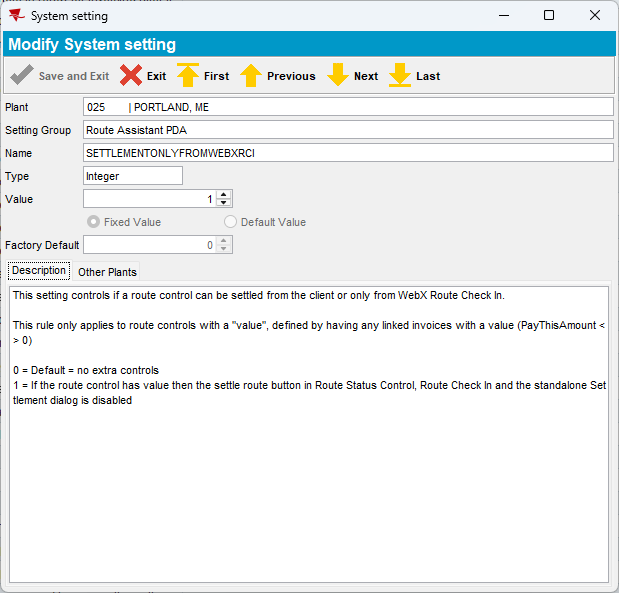 System setting
Modify System setting
Save and Exit Exit First Previous Next Last
Plant 025 | PORTLAND, ME
Setting Group Route Assistant PDA
Name SETTLEMENTONLYFROMWEBXRCI
Type Integer
Value 1
Fixed Value Default Value
Factory Default 0
Description Other Plants
This setting controls if a route control can be settled from the client or only from WebX Route Check In.
This rule only applies to route controls with a "value", defined by having any linked invoices with a value (PayThisAmount <
> 0)
0 = Default = no extra controls
1 = If the route control has value then the settle route button in Route Status Control, Route Check In and the standalone Set
tlement dialog is disabled